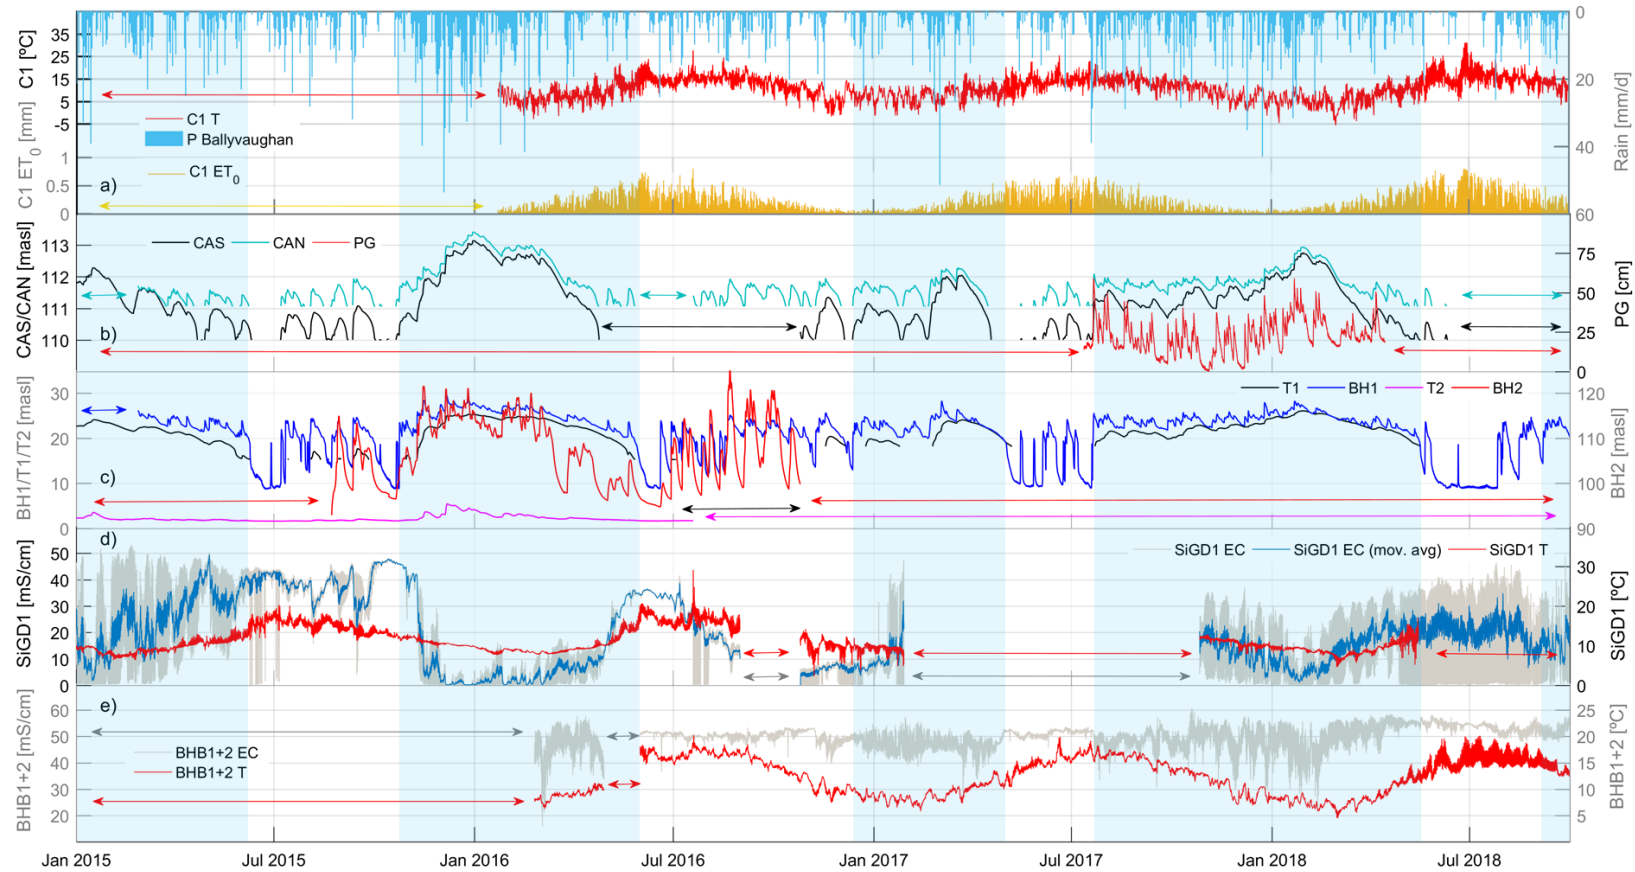 C1 [ºC]
C1 ET0 [mm]
35
25
15
5
-5
1
0.5
0
C1 T
P Ballyvaughan
C1 ET0
a)
0
20
40
60
Rain [mm/d]
CAS/CAN [masl]
113
112
111
110
CAS CAN PG
b)
75
50
25
0
PG [cm]
BH1/T1/T2 [masl]
30
20
10
0
T1 BH1 T2 BH2
c)
120
110
100
90
BH2 [masl]
d)
SiGD1 [mS/cm]
50
40
30
20
10
0
SiGD1 EC SiGD1 EC (mov. avg) SiGD1 T
30
20
10
0
SiGD1 [ºC]
e)
BHB1+2 [mS/cm]
60
50
40
30
20
BHB1+2 EC
BHB1+2 T
25
20
15
10
5
BHB1+2 [ºC]
Jan 2015 Jul 2015 Jan 2016 Jul 2016 Jan 2017 Jul 2017 Jan 2018 Jul 2018